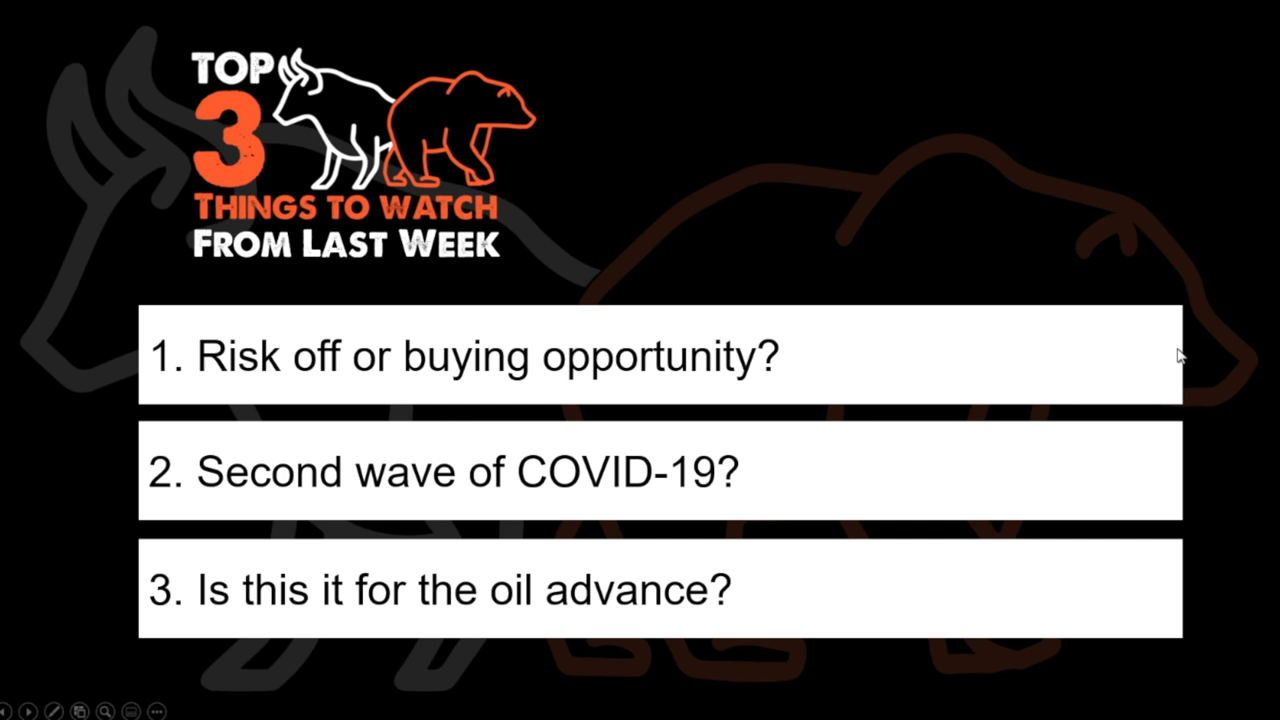 TOP
3
THINGS TO WATCH
FROM LAST WEEK
1. Risk off or buying opportunity?
2. Second wave of COVID-19?
3. Is this it for the oil advance?